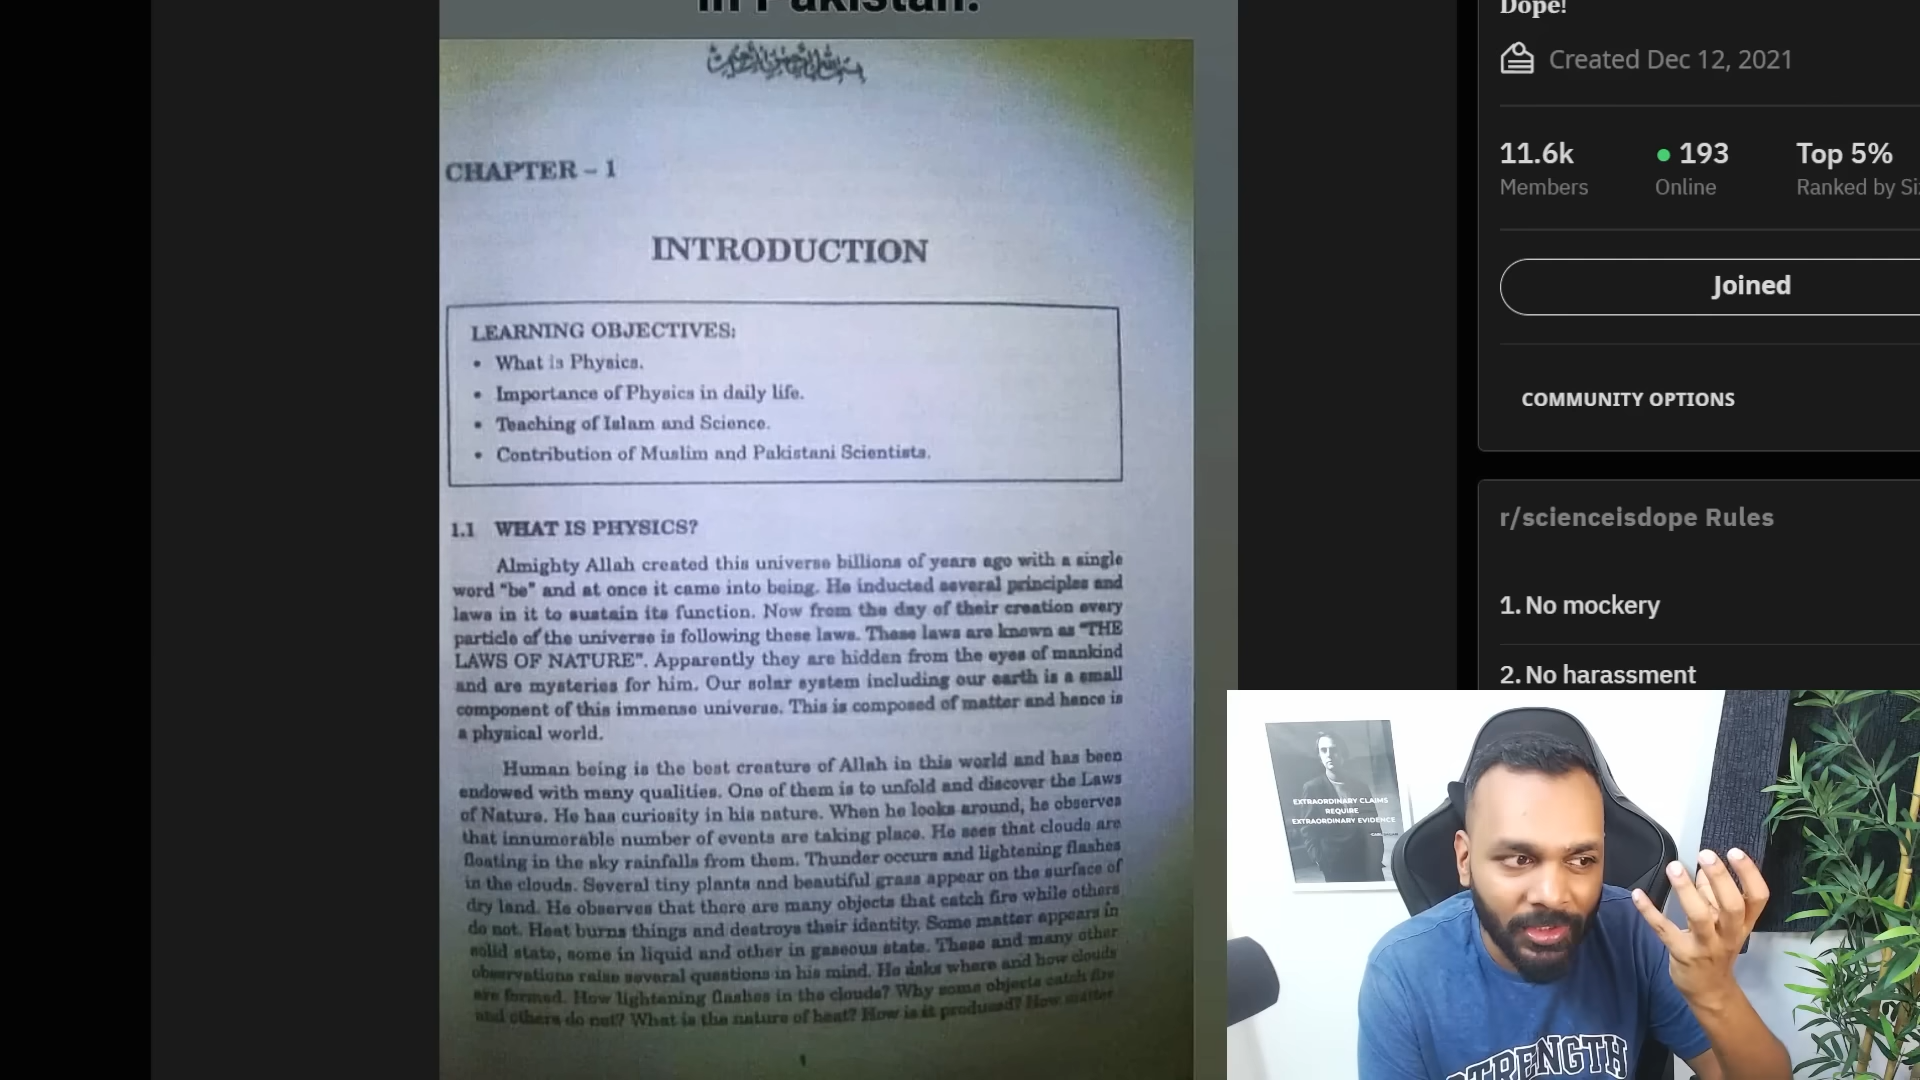 in Pakistan.
بسم الله الرحمن الرحيم
CHAPTER – 1
INTRODUCTION
LEARNING OBJECTIVES:
• What is Physics.
• Importance of Physics in daily life.
• Teaching of Islam and Science.
• Contribution of Muslim and Pakistani Scientists.
1.1 WHAT IS PHYSICS?
Almighty Allah created this universe billions of years ago with a single
word "be" and at once it came into being. He inducted several principles and
laws in it to sustain its function. Now from the day of their creation every
particle of the universe is following these laws. These laws are known as "THE
LAWS OF NATURE". Apparently they are hidden from the eyes of mankind
and are mysteries for him. Our solar system including our earth is a small
component of this immense universe. This is composed of matter and hence is
a physical world.
Human being is the best creature of Allah in this world and has been
endowed with many qualities. One of them is to unfold and discover the Laws
of Nature. He has curiosity in his nature. When he looks around, he observes
that innumerable number of events are taking place. He sees that clouds are
floating in the sky rainfalls from them. Thunder occurs and lightening flashes
in the clouds. Several tiny plants and beautiful grass appear on the surface of
dry land. He observes that there are many objects that catch fire while others
do not. Heat burns things and destroys their identity. Some matter appears in
solid state, some in liquid and other in gaseous state. These and many other
observations raise several questions in his mind. He asks where and how clouds
are formed. How lightening flashes in the clouds? Why some objects catch fire
and others do not? What is the nature of heat? How is it produced? How matter
1
Dope!
Created Dec 12, 2021
11.6k 193 Top 5%
Members Online Ranked by Si
Joined
COMMUNITY OPTIONS
r/scienceisdope Rules
1. No mockery
2. No harassment
EXTRAORDINARY CLAIMS
REQUIRE
EXTRAORDINARY EVIDENCE
STRENGTH